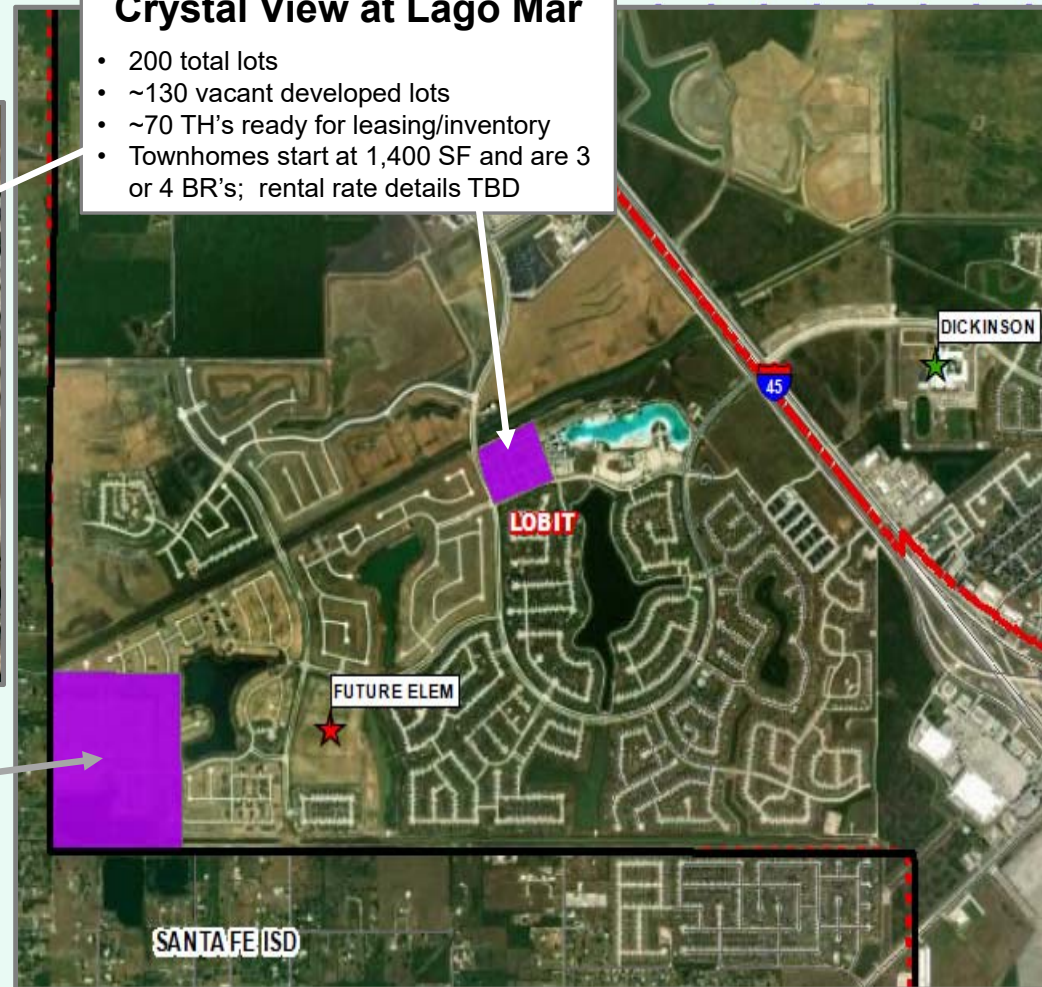 Crystal View at Lago Mar
• 200 total lots
• ~130 vacant developed lots
• ~70 TH's ready for leasing/inventory
• Townhomes start at 1,400 SF and are 3
or 4 BR's; rental rate details TBD
DICKINSON
45
LOBIT
FUTURE ELEM
SANTA FE ISD